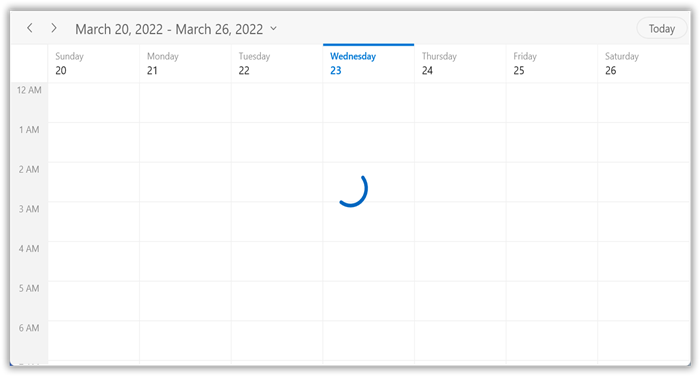 March 20, 2022 - March 26, 2022 Today
Sunday Monday Tuesday Wednesday Thursday Friday Saturday
20 21 22 23 24 25 26
12 AM
1 AM
2 AM
3 AM
4 AM
5 AM
6 AM